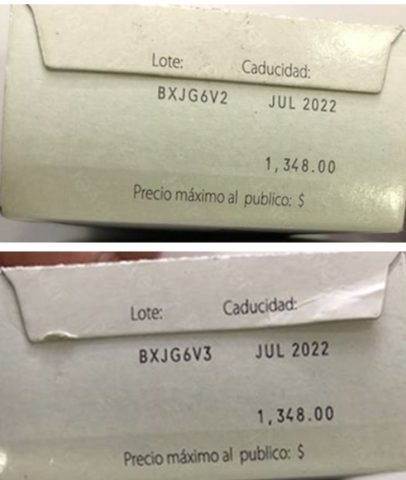 Lote: Caducidad:
BXJG6V2 JUL 2022
1,348.00
Precio máximo al publico: $
Lote: Caducidad:
BXJG6V3 JUL 2022
1,348.00
Precio máximo al publico: $